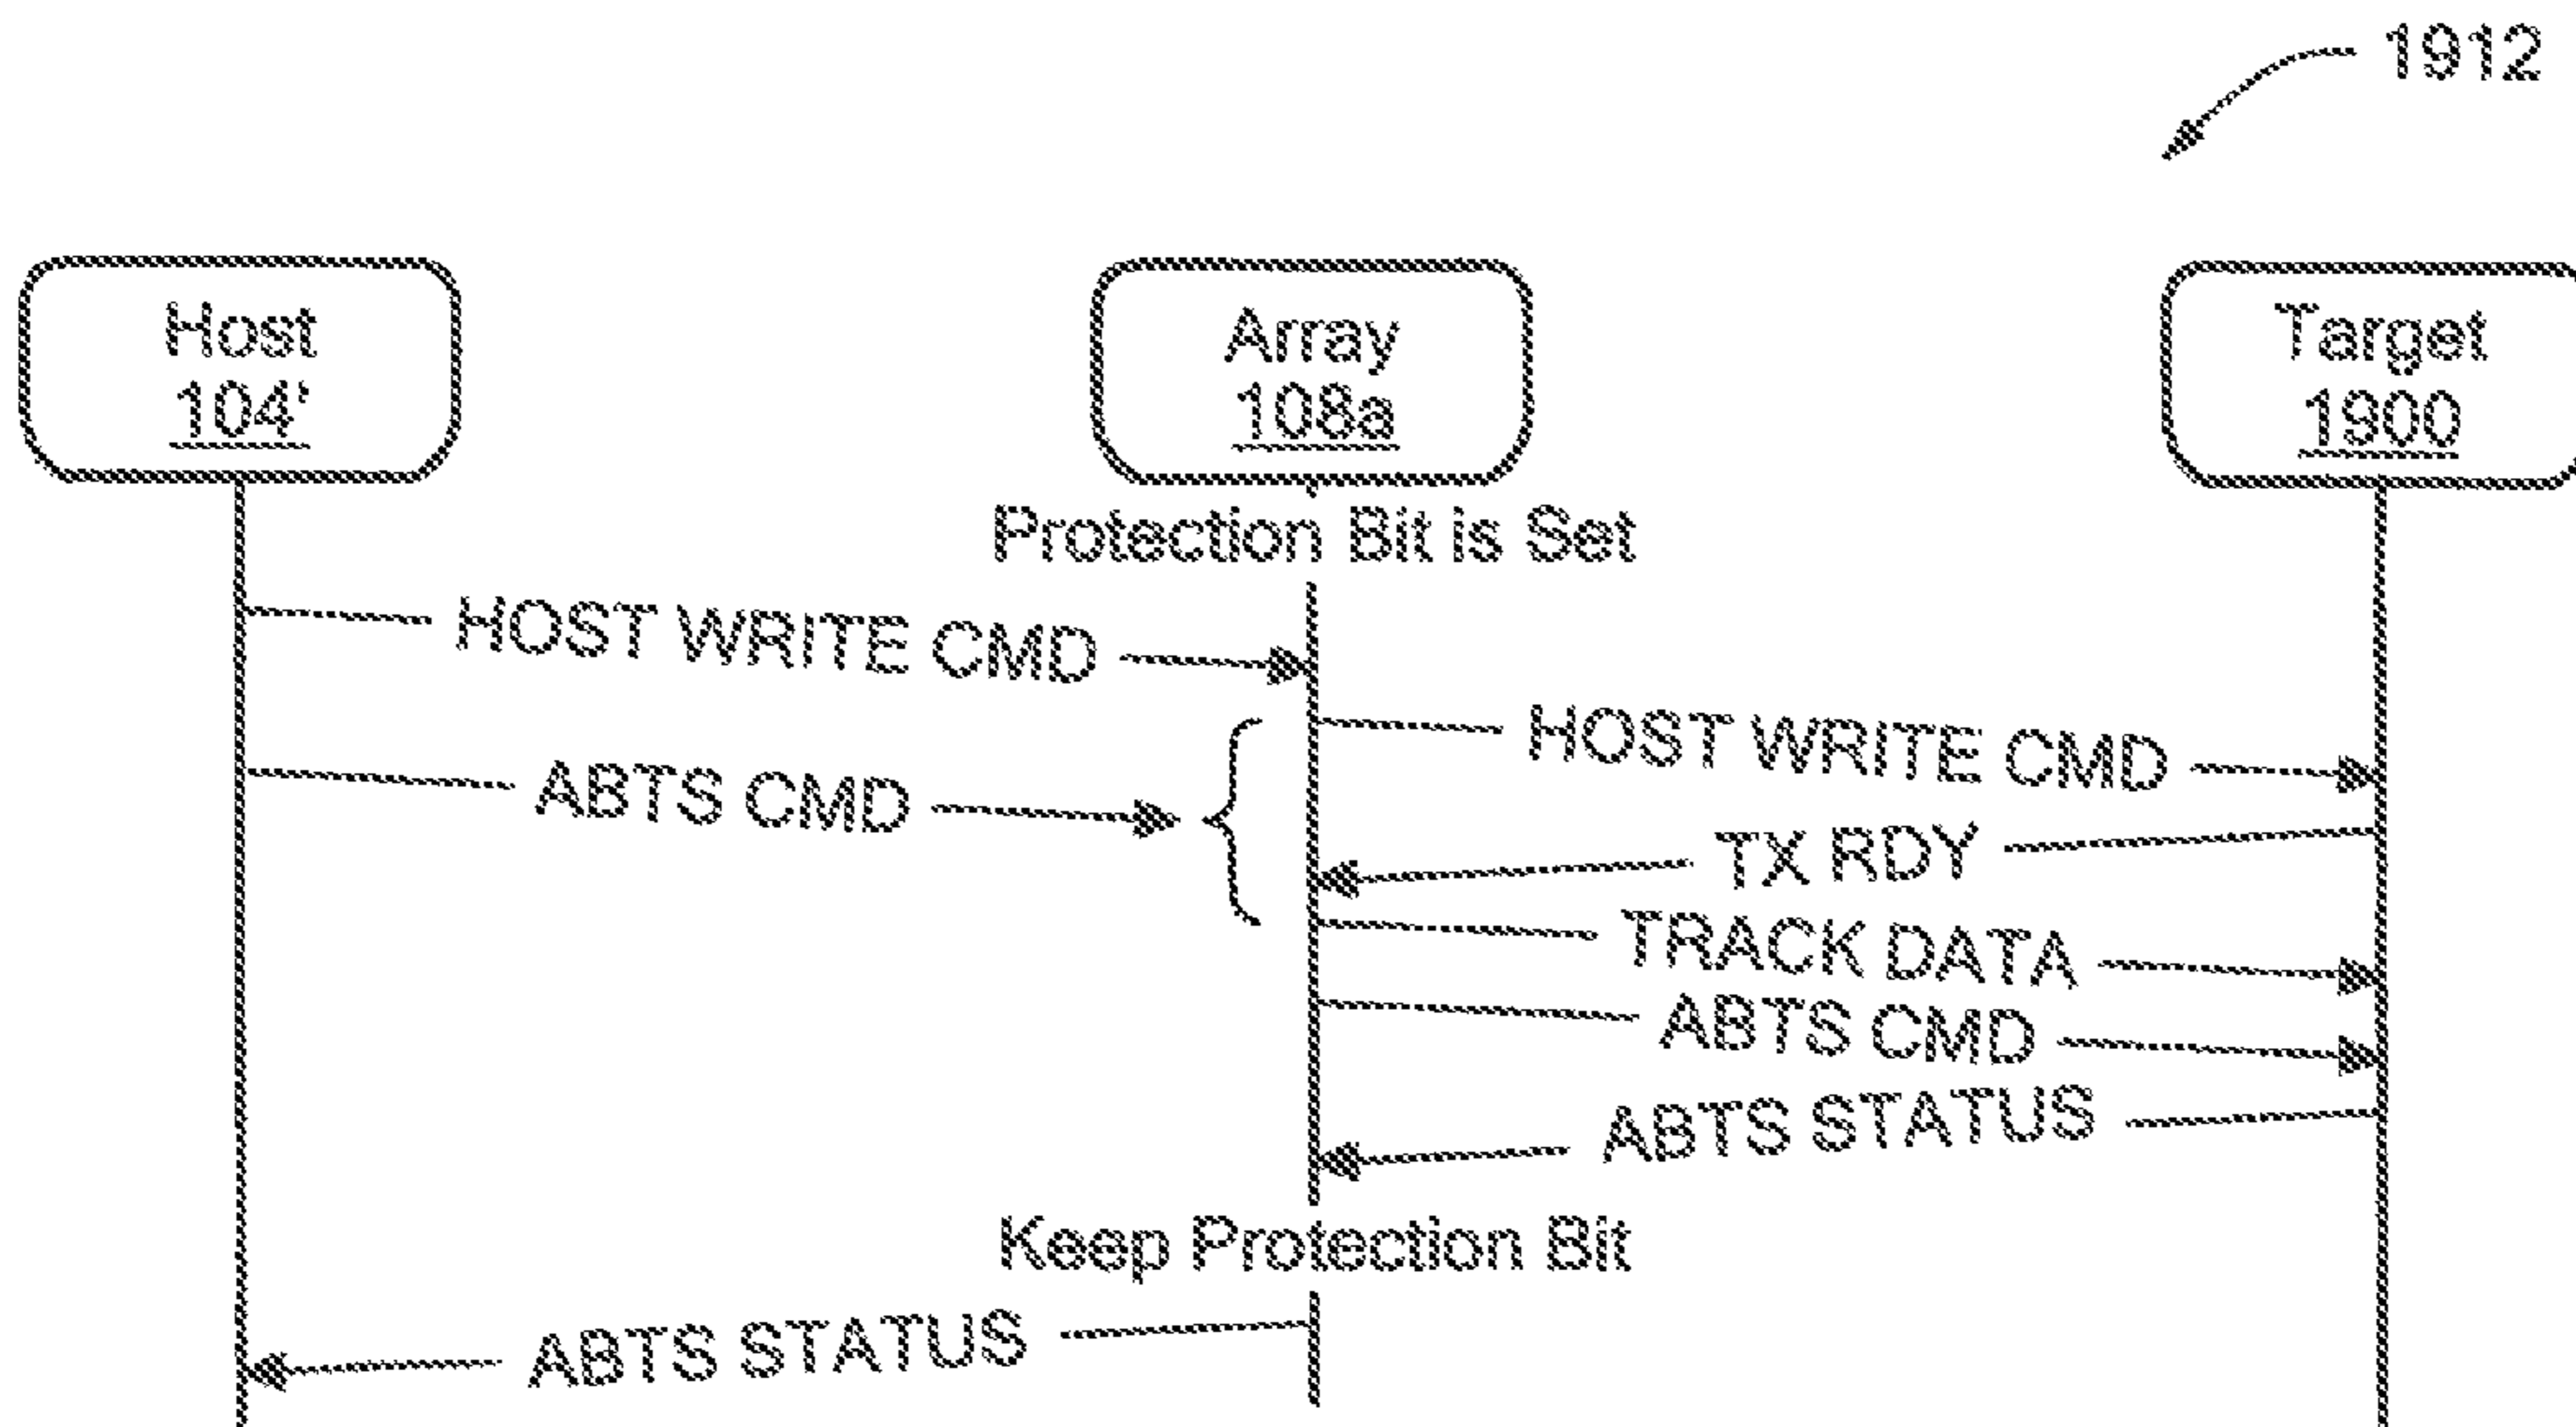 1912
Host
104'
Array
108a
Target
1900
Protection Bit is Set
HOST WRITE CMD
HOST WRITE CMD
ABTS CMD
TX RDY
TRACK DATA
ABTS CMD
ABTS STATUS
Keep Protection Bit
ABTS STATUS